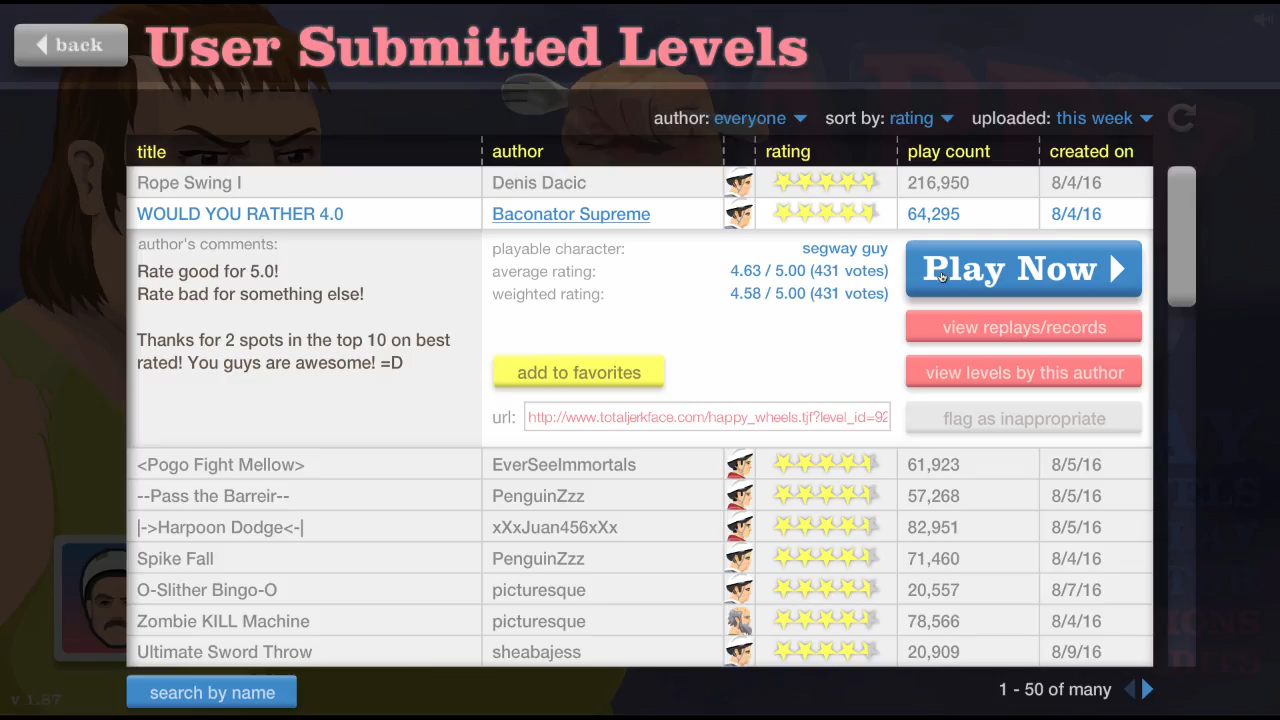 back
User Submitted Levels
author: everyone sort by: rating uploaded: this week
title author rating play count created on
Rope Swing I Denis Dacic 216,950 8/4/16
WOULD YOU RATHER 4.0 Baconator Supreme 64,295 8/4/16
author's comments:
Rate good for 5.0!
Rate bad for something else!
Thanks for 2 spots in the top 10 on best
rated! You guys are awesome! =D
playable character: segway guy
average rating: 4.63 / 5.00 (431 votes)
weighted rating: 4.58 / 5.00 (431 votes)
add to favorites
url: http://www.totaljerkface.com/happy_wheels.tjf?level_id=92
Play Now
view replays/records
view levels by this author
flag as inappropriate
<Pogo Fight Mellow> EverSeeImmortals 61,923 8/5/16
--Pass the Barreir-- PenguinZzz 57,268 8/5/16
|->Harpoon Dodge<-| xXxJuan456xXx 82,951 8/5/16
Spike Fall PenguinZzz 71,460 8/4/16
O-Slither Bingo-O picturesque 20,557 8/7/16
Zombie KILL Machine picturesque 78,566 8/4/16
Ultimate Sword Throw sheabajess 20,909 8/9/16
search by name
1 - 50 of many
v 1.87